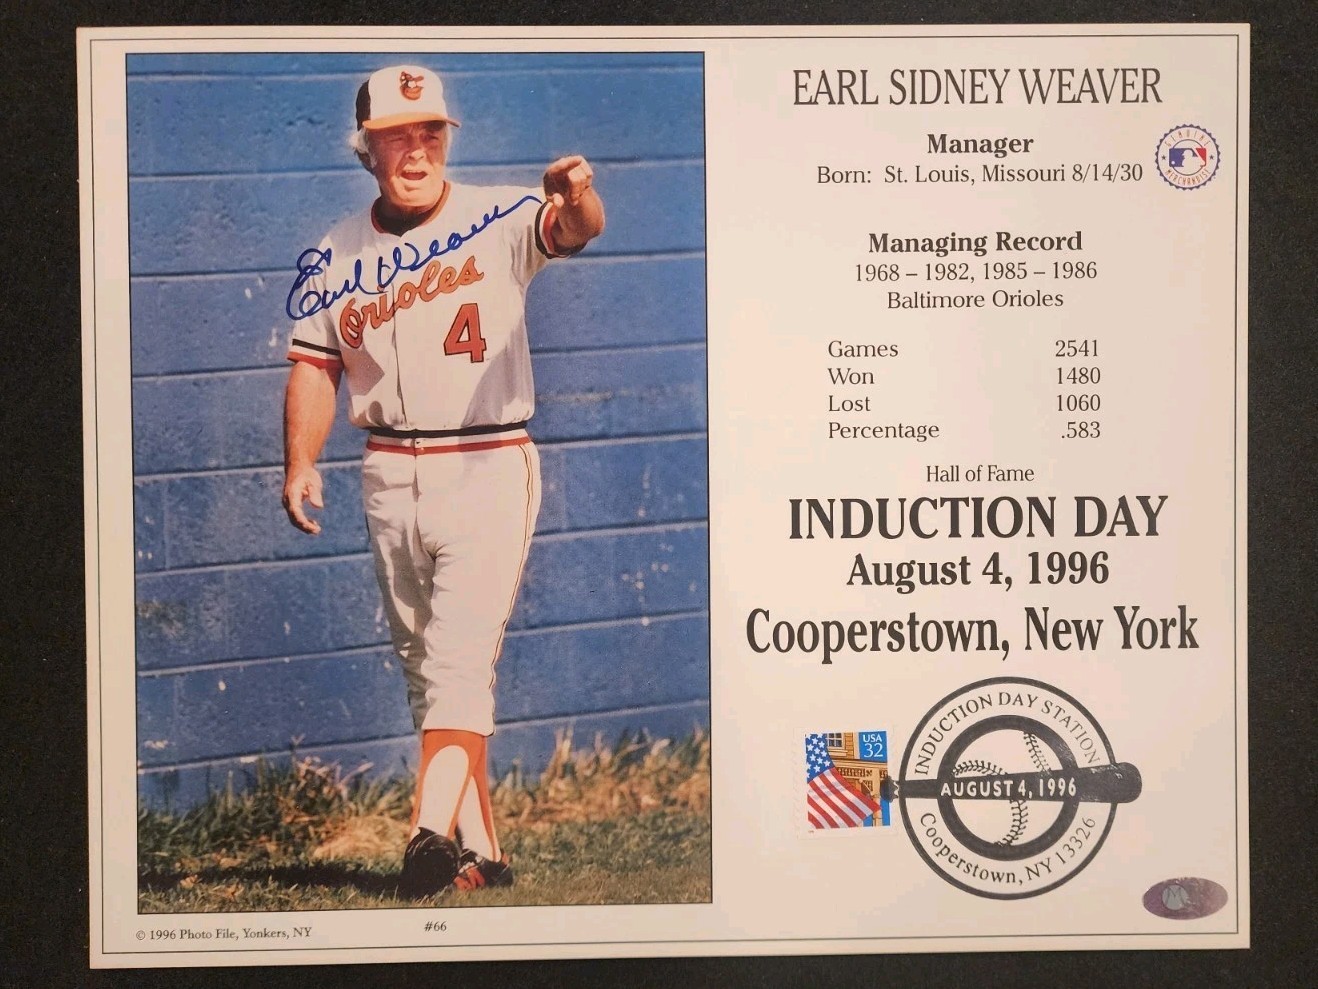 Earl Weaver
Orioles
4
© 1996 Photo File, Yonkers, NY
#66
EARL SIDNEY WEAVER
Manager
Born: St. Louis, Missouri 8/14/30
GENUINE
MERCHANDISE
Managing Record
1968 – 1982, 1985 – 1986
Baltimore Orioles
Games 2541
Won 1480
Lost 1060
Percentage .583
Hall of Fame
INDUCTION DAY
August 4, 1996
Cooperstown, New York
USA
32
INDUCTION DAY STATION
AUGUST 4, 1996
Cooperstown, NY 13326